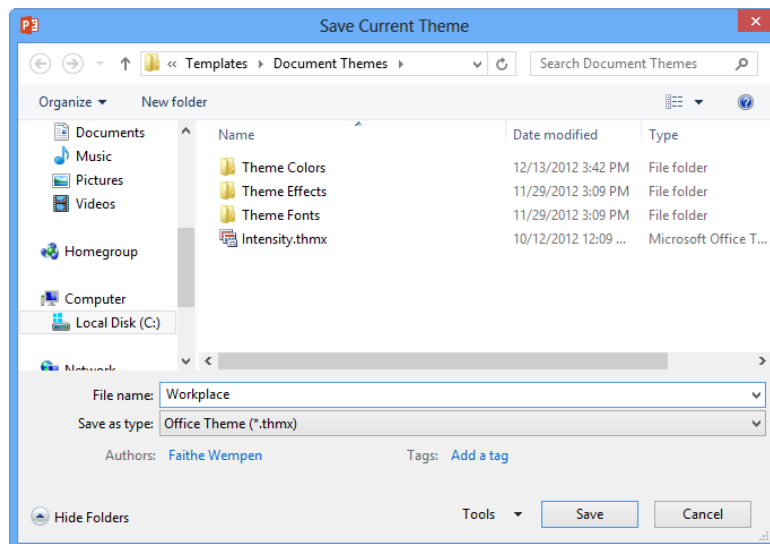 Save Current Theme
« Templates Document Themes
Search Document Themes
Organize
New folder
Documents
Music
Pictures
Videos
Homegroup
Computer
Local Disk (C:)
Network
Name Date modified Type
Theme Colors 12/13/2012 3:42 PM File folder
Theme Effects 11/29/2012 3:09 PM File folder
Theme Fonts 11/29/2012 3:09 PM File folder
Intensity.thmx 10/12/2012 12:09 ... Microsoft Office T...
File name: Workplace
Save as type: Office Theme (*.thmx)
Authors: Faithe Wempen Tags: Add a tag
Hide Folders Tools Save Cancel